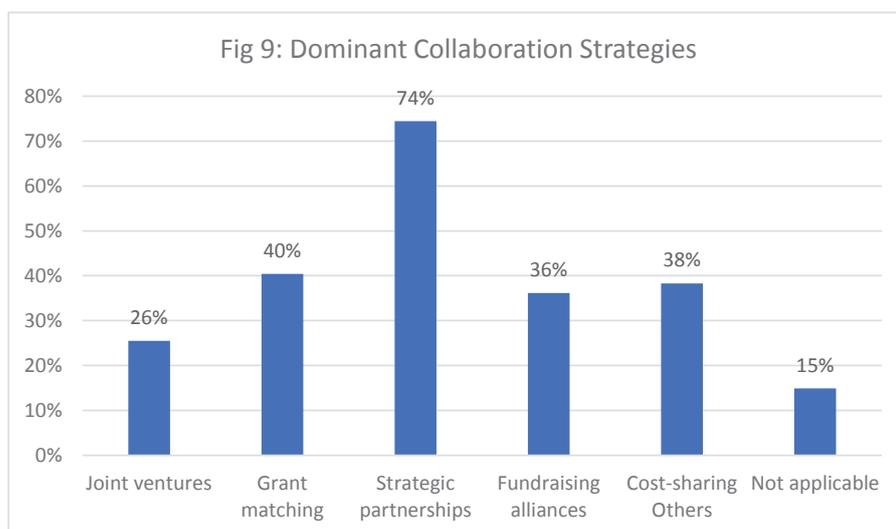 Fig 9: Dominant Collaboration Strategies
80%
70%
60%
50%
40%
30%
20%
10%
0%
26%
40%
74%
36%
38%
15%
Joint ventures
Grant
matching
Strategic
partnerships
Fundraising
alliances
Cost-sharing
Others
Not applicable